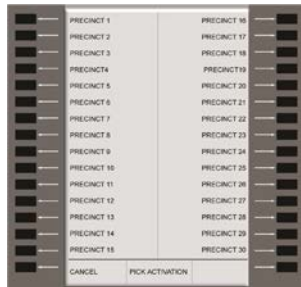 PRECINCT 1 PRECINCT 16
PRECINCT 2 PRECINCT 17
PRECINCT 3 PRECINCT 18
PRECINCT4 PRECINCT19
PRECINCT 5 PRECINCT 20
PRECINCT 6 PRECINCT 21
PRECINCT 7 PRECINCT 22
PRECINCT 8 PRECINCT 23
PRECINCT 9 PRECINCT 24
PRECINCT 10 PRECINCT 25
PRECINCT 11 PRECINCT 26
PRECINCT 12 PRECINCT 27
PRECINCT 13 PRECINCT 28
PRECINCT 14 PRECINCT 29
PRECINCT 15 PRECINCT 30
CANCEL PICK ACTIVATION